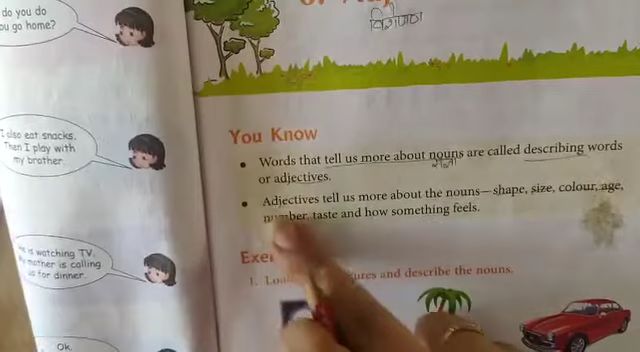 do you do
ou go home?
I also eat snacks.
Then I play with
my brother.
is watching TV.
mother is calling
for dinner.
Ok.
You Know
• Words that tell us more about nouns are called describing words
or adjectives.
• Adjectives tell us more about the nouns—shape, size, colour, age,
number, taste and how something feels.
1. and describe the nouns.